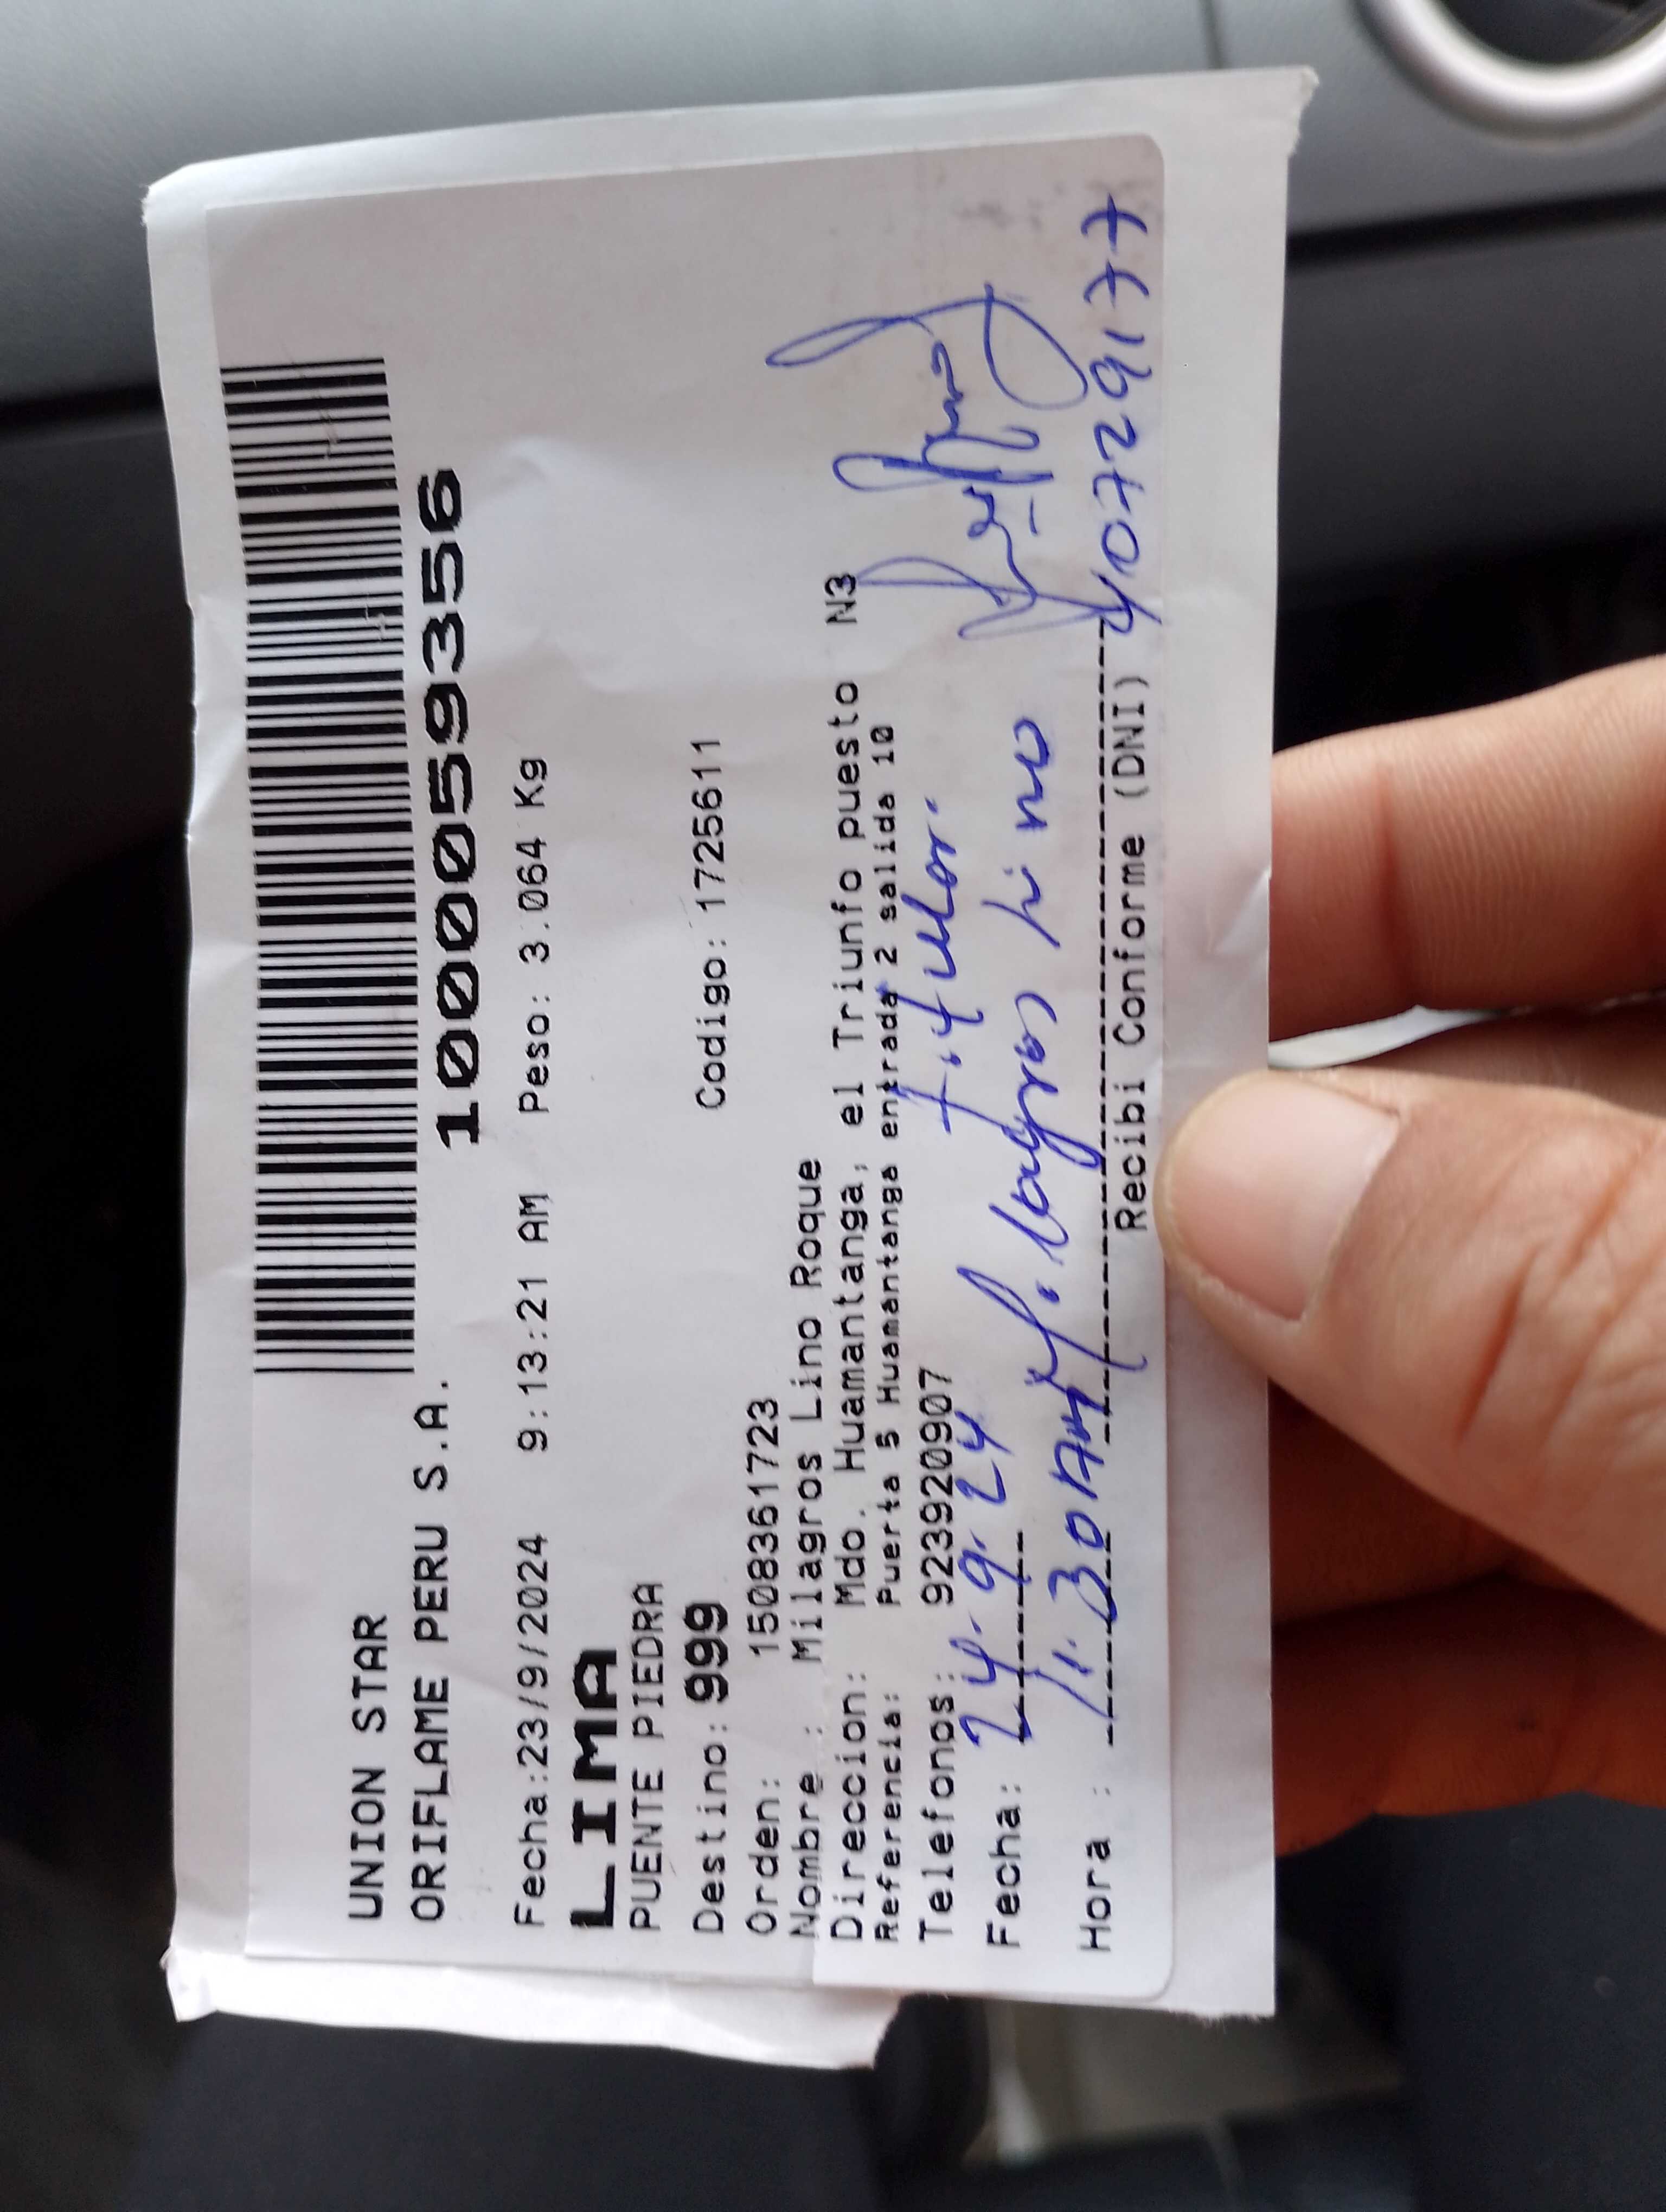 UNION STAR
ORIFLAME PERU S.A.
100059356
Fecha:23/9/2024 9:13:21 AM Peso: 3.064 Kg
LIMA
PUENTE PIEDRA
Destino: 999 Codigo: 1725611
Orden: 1508361723
Nombre : Milagros Lino Roque
Direccion: Mdo. Huamantanga, el Triunfo puesto N3
Referencia: Puerta 5 Huamantanga entrada 2 salida 10
Telefonos: 923920907 titular.
Fecha: 24.9.24 Milagros Lino
Hora : 11.30AM
Recibi Conforme (DNI) 40729177